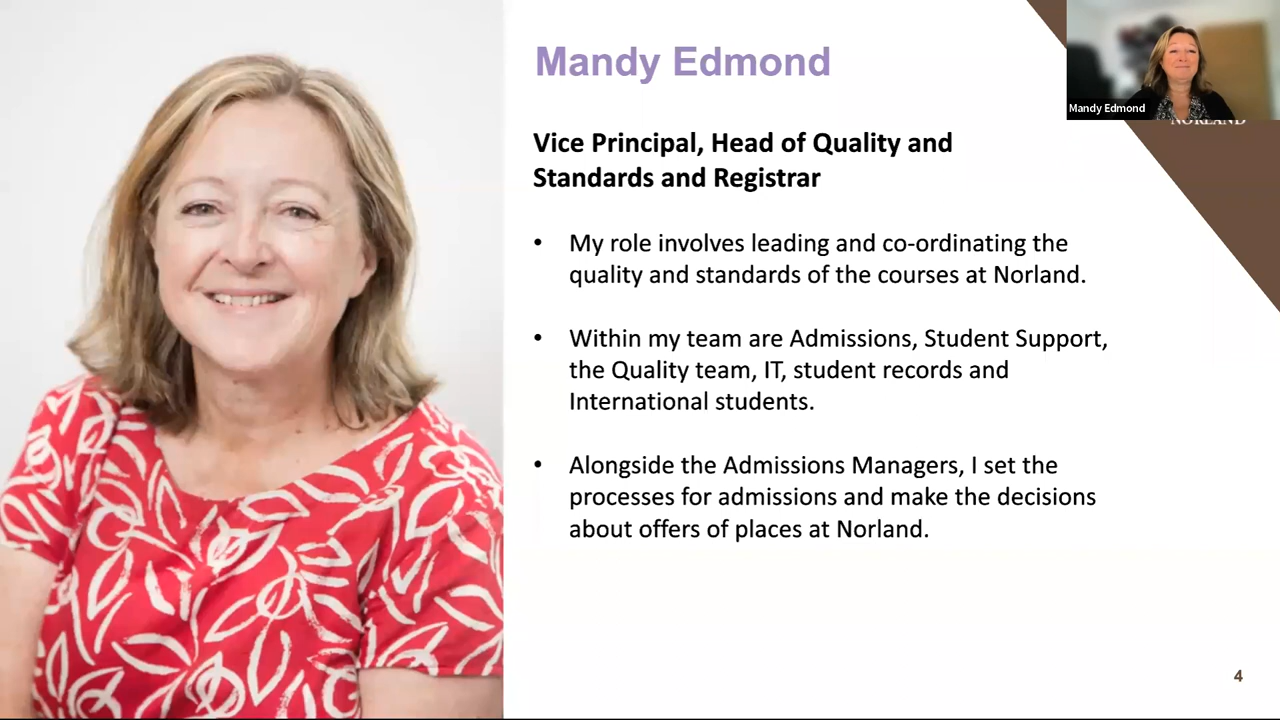 Mandy Edmond
Mandy Edmond
NORLAND
Vice Principal, Head of Quality and
Standards and Registrar
• My role involves leading and co-ordinating the
quality and standards of the courses at Norland.
• Within my team are Admissions, Student Support,
the Quality team, IT, student records and
International students.
• Alongside the Admissions Managers, I set the
processes for admissions and make the decisions
about offers of places at Norland.
4